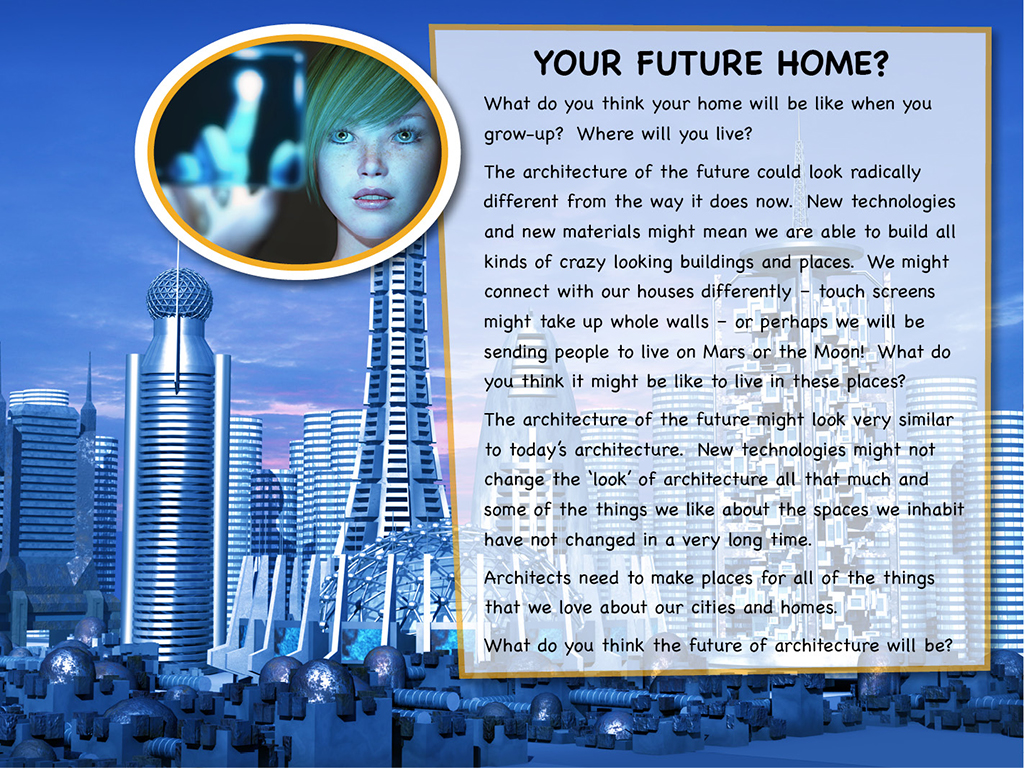 YOUR FUTURE HOME?
What do you think your home will be like when you
grow-up?  Where will you live?
The architecture of the future could look radically
different from the way it does now.  New technologies
and new materials might mean we are able to build all
kinds of crazy looking buildings and places.  We might
connect with our houses differently – touch screens
might take up whole walls – or perhaps we will be
sending people to live on Mars or the Moon!  What do
you think it might be like to live in these places?
The architecture of the future might look very similar
to today's architecture.  New technologies might not
change the 'look' of architecture all that much and
some of the things we like about the spaces we inhabit
have not changed in a very long time.
Architects need to make places for all of the things
that we love about our cities and homes.
What do you think the future of architecture will be?